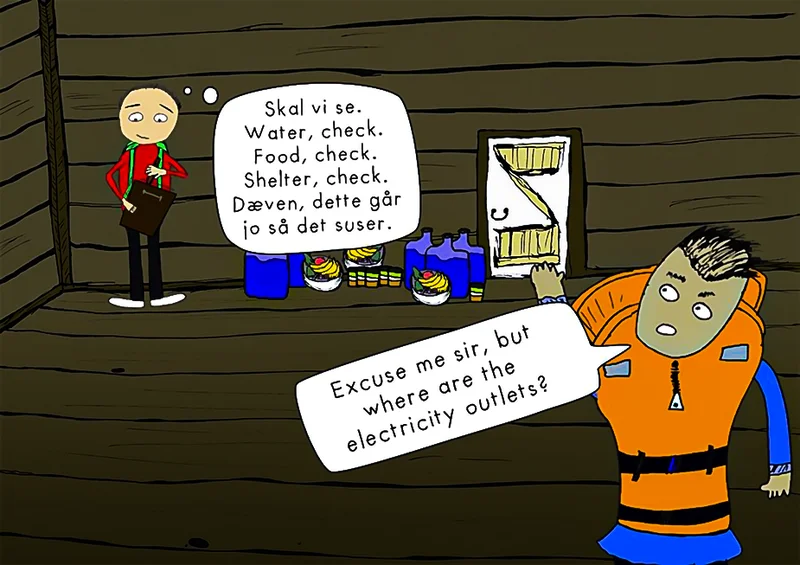 Skal vi se.
Water, check.
Food, check.
Shelter, check.
Dæven, dette går
jo så det suser.
Excuse me sir, but
where are the
electricity outlets?